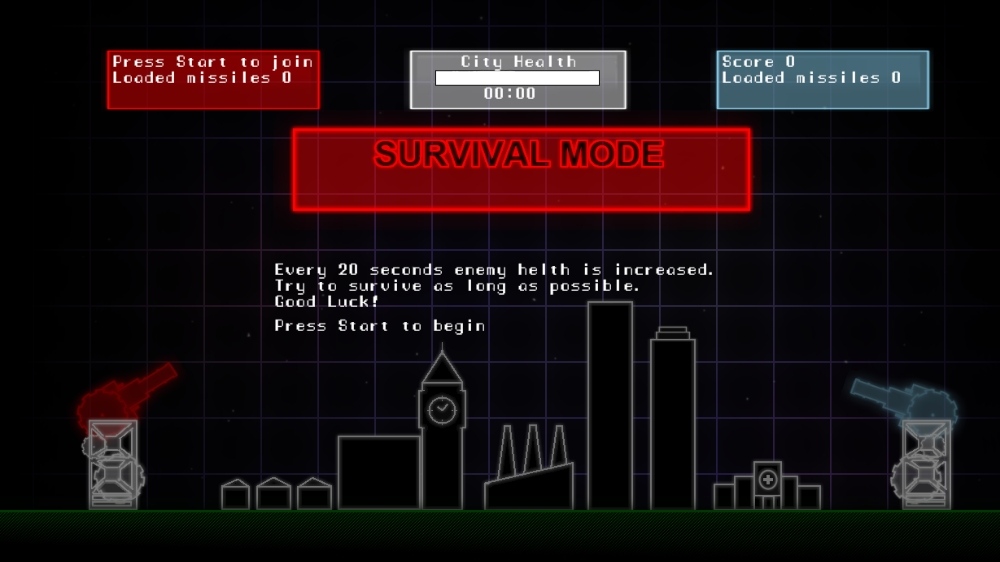 Press Start to join
Loaded missiles 0
City Health
00:00
Score 0
Loaded missiles 0
SURVIVAL MODE
Every 20 seconds enemy helth is increased.
Try to survive as long as possible.
Good Luck!
Press Start to begin